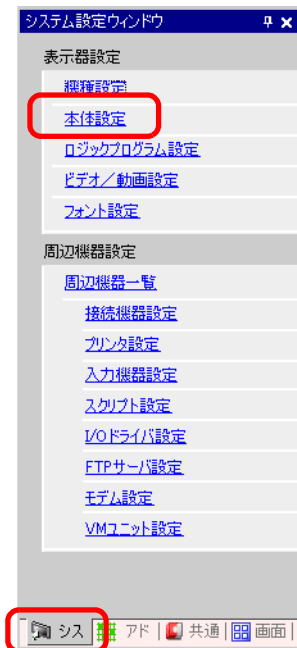 システム設定ウィンドウ
表示器設定
機種設定
本体設定
ロジックプログラム設定
ビデオ／動画設定
フォント設定
周辺機器設定
周辺機器一覧
接続機器設定
プリンタ設定
入力機器設定
スクリプト設定
I/Oドライバ設定
FTPサーバ設定
モデム設定
VMユニット設定
シス アド 共通 画面